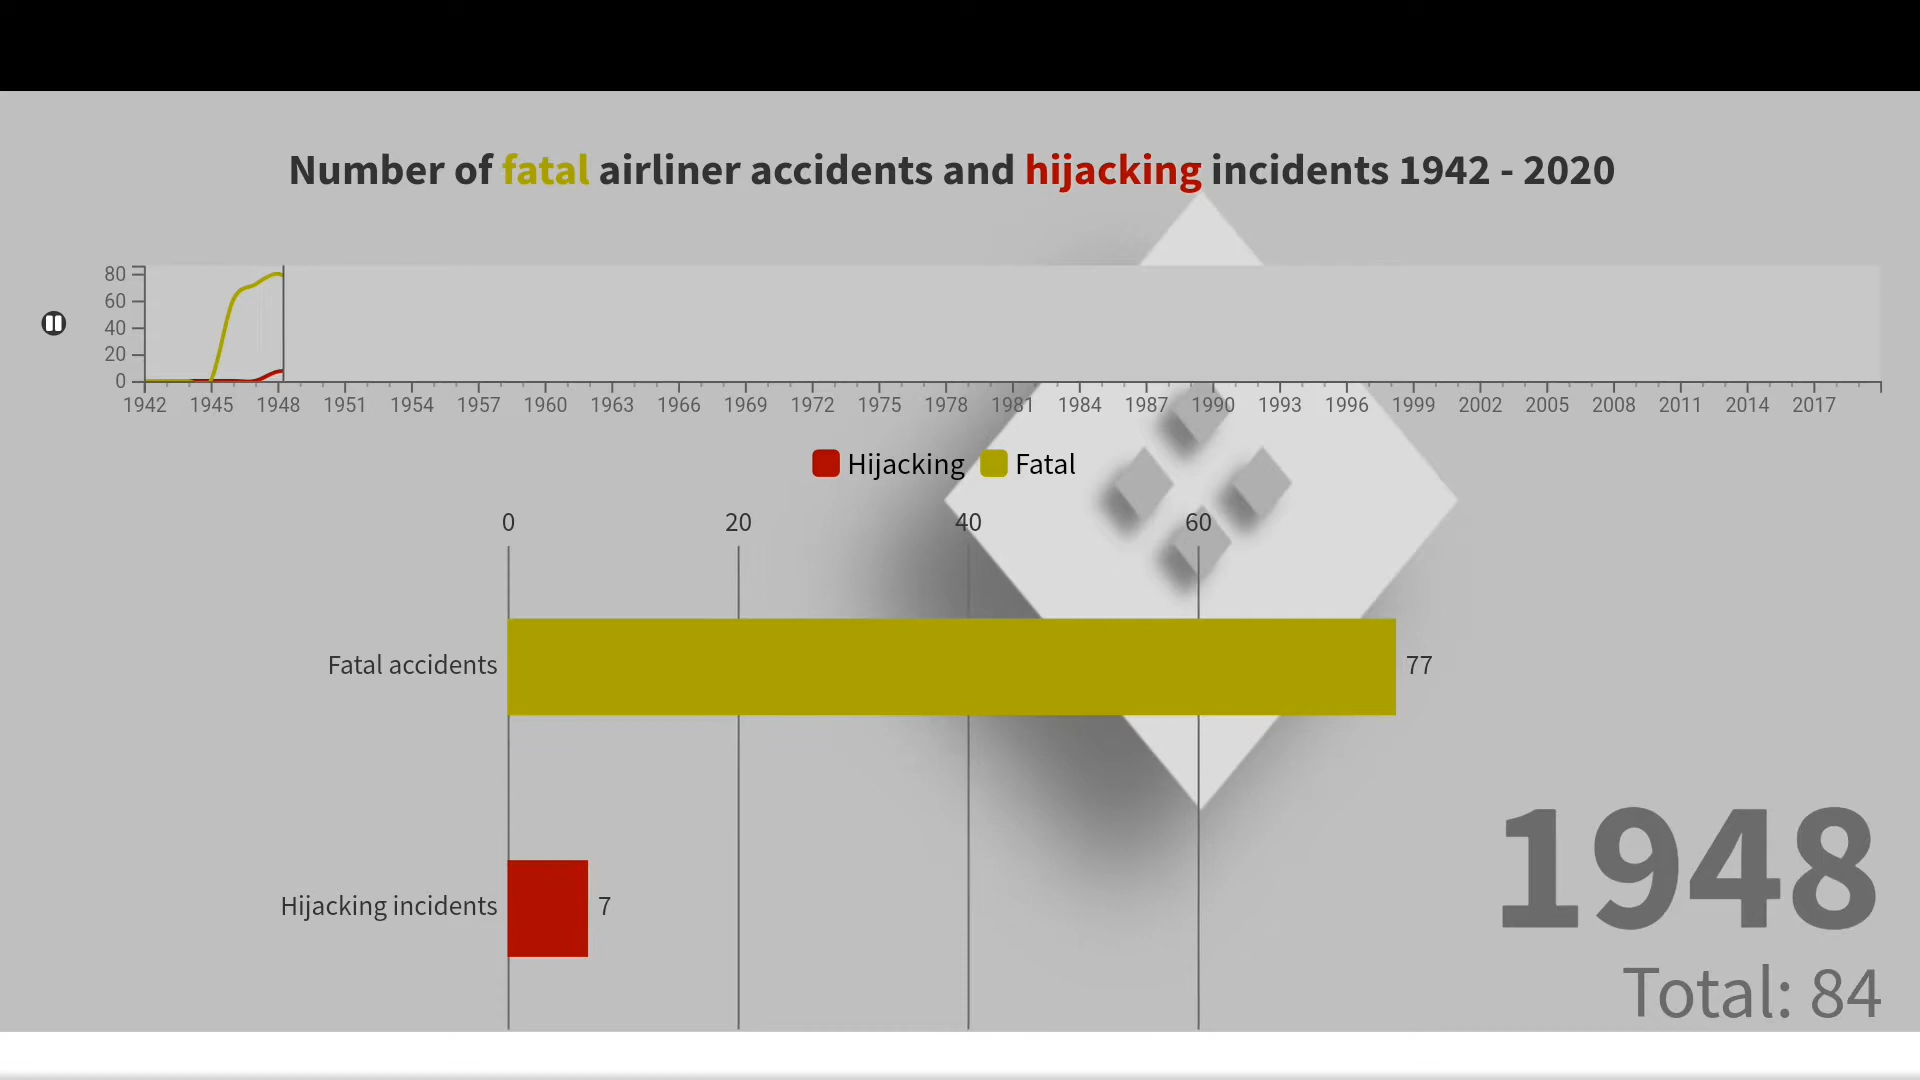 Number of fatal airliner accidents and hijacking incidents 1942 - 2020
80
60
40
20
0
1942 1945 1948 1951 1954 1957 1960 1963 1966 1969 1972 1975 1978 1981 1984 1987 1990 1993 1996 1999 2002 2005 2008 2011 2014 2017
Hijacking Fatal
0 20 40 60
Fatal accidents 77
Hijacking incidents 7
1948
Total: 84